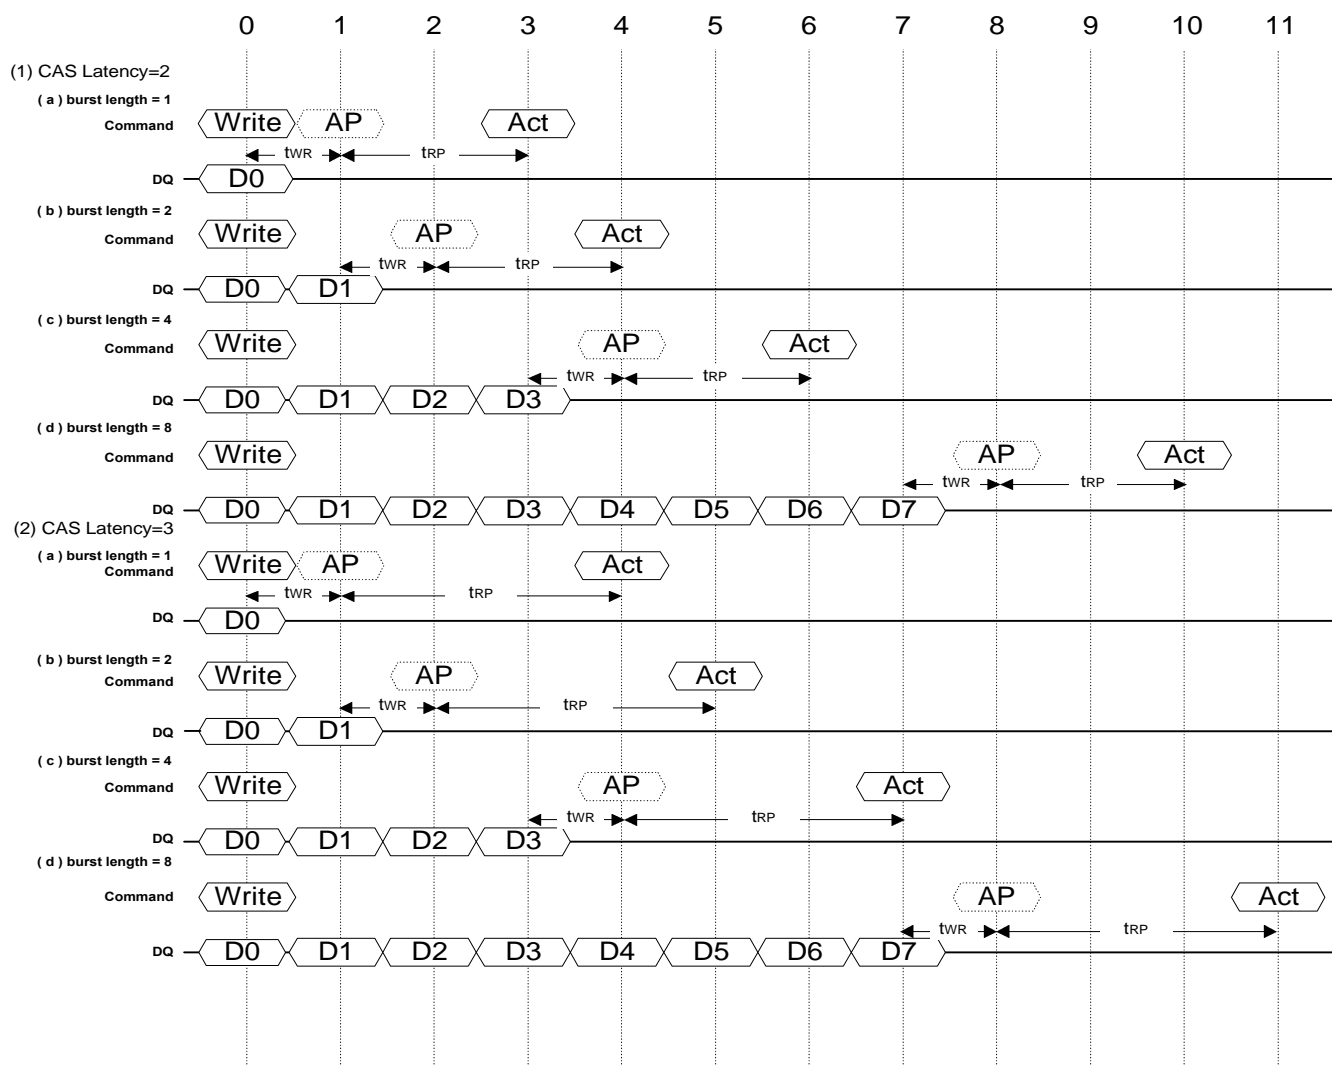 0 1 2 3 4 5 6 7 8 9 10 11
(1) CAS Latency=2
( a ) burst length = 1
Command Write AP Act
tWR tRP
DQ D0
( b ) burst length = 2
Command Write AP Act
tWR tRP
DQ D0 D1
( c ) burst length = 4
Command Write AP Act
tWR tRP
DQ D0 D1 D2 D3
( d ) burst length = 8
Command Write AP Act
tWR tRP
DQ D0 D1 D2 D3 D4 D5 D6 D7
(2) CAS Latency=3
( a ) burst length = 1
Command Write AP Act
tWR tRP
DQ D0
( b ) burst length = 2
Command Write AP Act
tWR tRP
DQ D0 D1
( c ) burst length = 4
Command Write AP Act
tWR tRP
DQ D0 D1 D2 D3
( d ) burst length = 8
Command Write AP Act
tWR tRP
DQ D0 D1 D2 D3 D4 D5 D6 D7